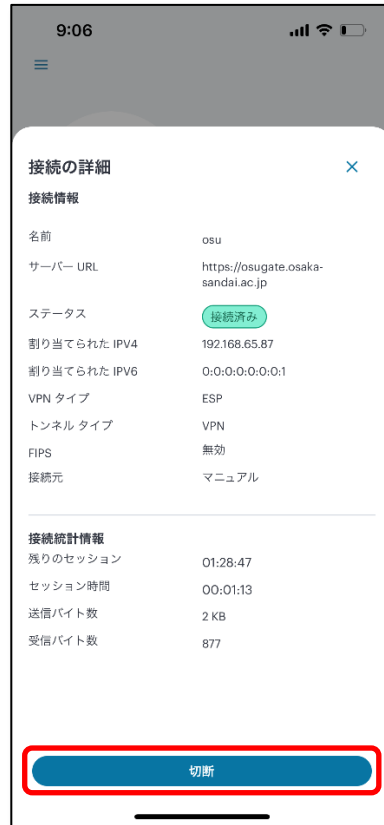 9:06
接続の詳細
接続情報
名前 osu
サーバー URL https://osugate.osaka-
sandai.ac.jp
ステータス 接続済み
割り当てられた IPV4 192.168.65.87
割り当てられた IPV6 0:0:0:0:0:0:0:1
VPN タイプ ESP
トンネル タイプ VPN
FIPS 無効
接続元 マニュアル
接続統計情報
残りのセッション 01:28:47
セッション時間 00:01:13
送信バイト数 2 KB
受信バイト数 877
切断